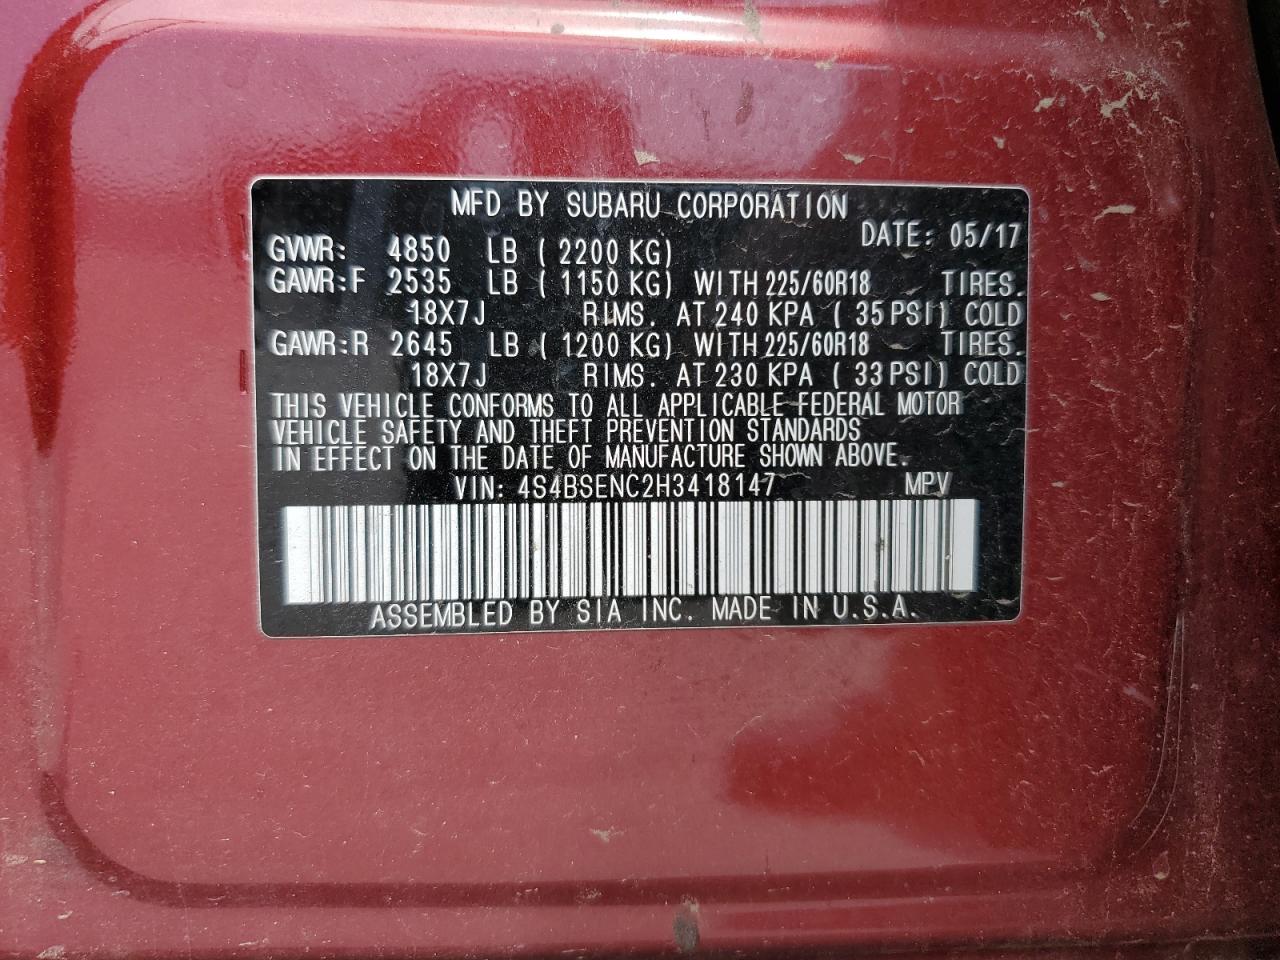 MFD BY SUBARU CORPORATION
DATE: 05/17
GVWR: 4850 LB ( 2200 KG)
GAWR:F 2535 LB ( 1150 KG) WITH 225/60R18 TIRES.
18X7J RIMS. AT 240 KPA ( 35 PSI) COLD
GAWR:R 2645 LB ( 1200 KG) WITH 225/60R18 TIRES.
18X7J RIMS. AT 230 KPA ( 33 PSI) COLD
THIS VEHICLE CONFORMS TO ALL APPLICABLE FEDERAL MOTOR
VEHICLE SAFETY AND THEFT PREVENTION STANDARDS
IN EFFECT ON THE DATE OF MANUFACTURE SHOWN ABOVE.
VIN: 4S4BSENC2H3418147 MPV
ASSEMBLED BY SIA INC. MADE IN U.S.A.